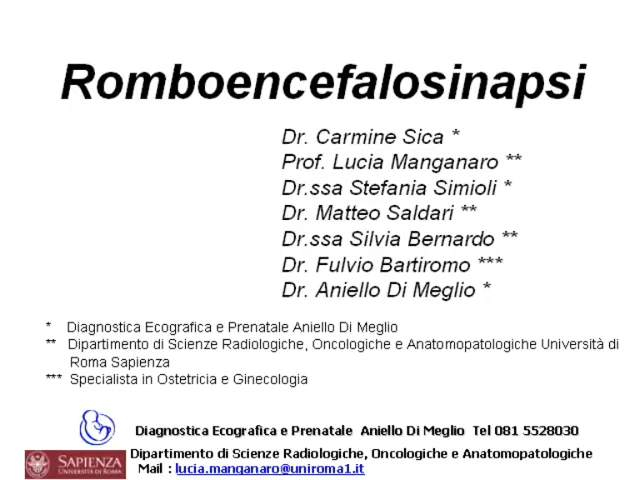 Romboencefalosinapsi
Dr. Carmine Sica *
Prof. Lucia Manganaro **
Dr.ssa Stefania Simioli *
Dr. Matteo Saldari **
Dr.ssa Silvia Bernardo **
Dr. Fulvio Bartiromo ***
Dr. Aniello Di Meglio *
* Diagnostica Ecografica e Prenatale Aniello Di Meglio
** Dipartimento di Scienze Radiologiche, Oncologiche e Anatomopatologiche Università di
Roma Sapienza
*** Specialista in Ostetricia e Ginecologia
Diagnostica Ecografica e Prenatale Aniello Di Meglio Tel 081 5528030
SAPIENZA
UNIVERSITÀ DI ROMA
Dipartimento di Scienze Radiologiche, Oncologiche e Anatomopatologiche
Mail : lucia.manganaro@uniroma1.it